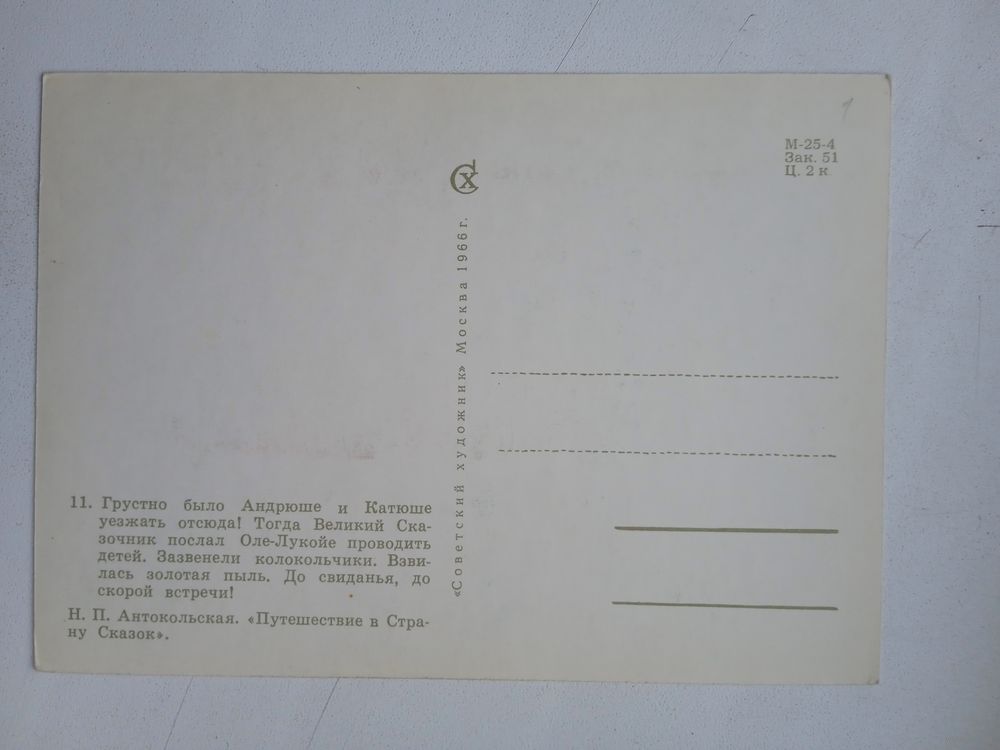 11. Грустно было Андрюше и Катюше
уезжать отсюда! Тогда Великий Ска-
зочник послал Оле-Лукойе проводить
детей. Зазвенели колокольчики. Взви-
лась золотая пыль. До свиданья, до
скорой встречи!
Н. П. Антокольская. «Путешествие в Стра-
ну Сказок».
«Советский художник» Москва 1966 г.
СХ
М-25-4
Зак. 51
Ц. 2 к
1